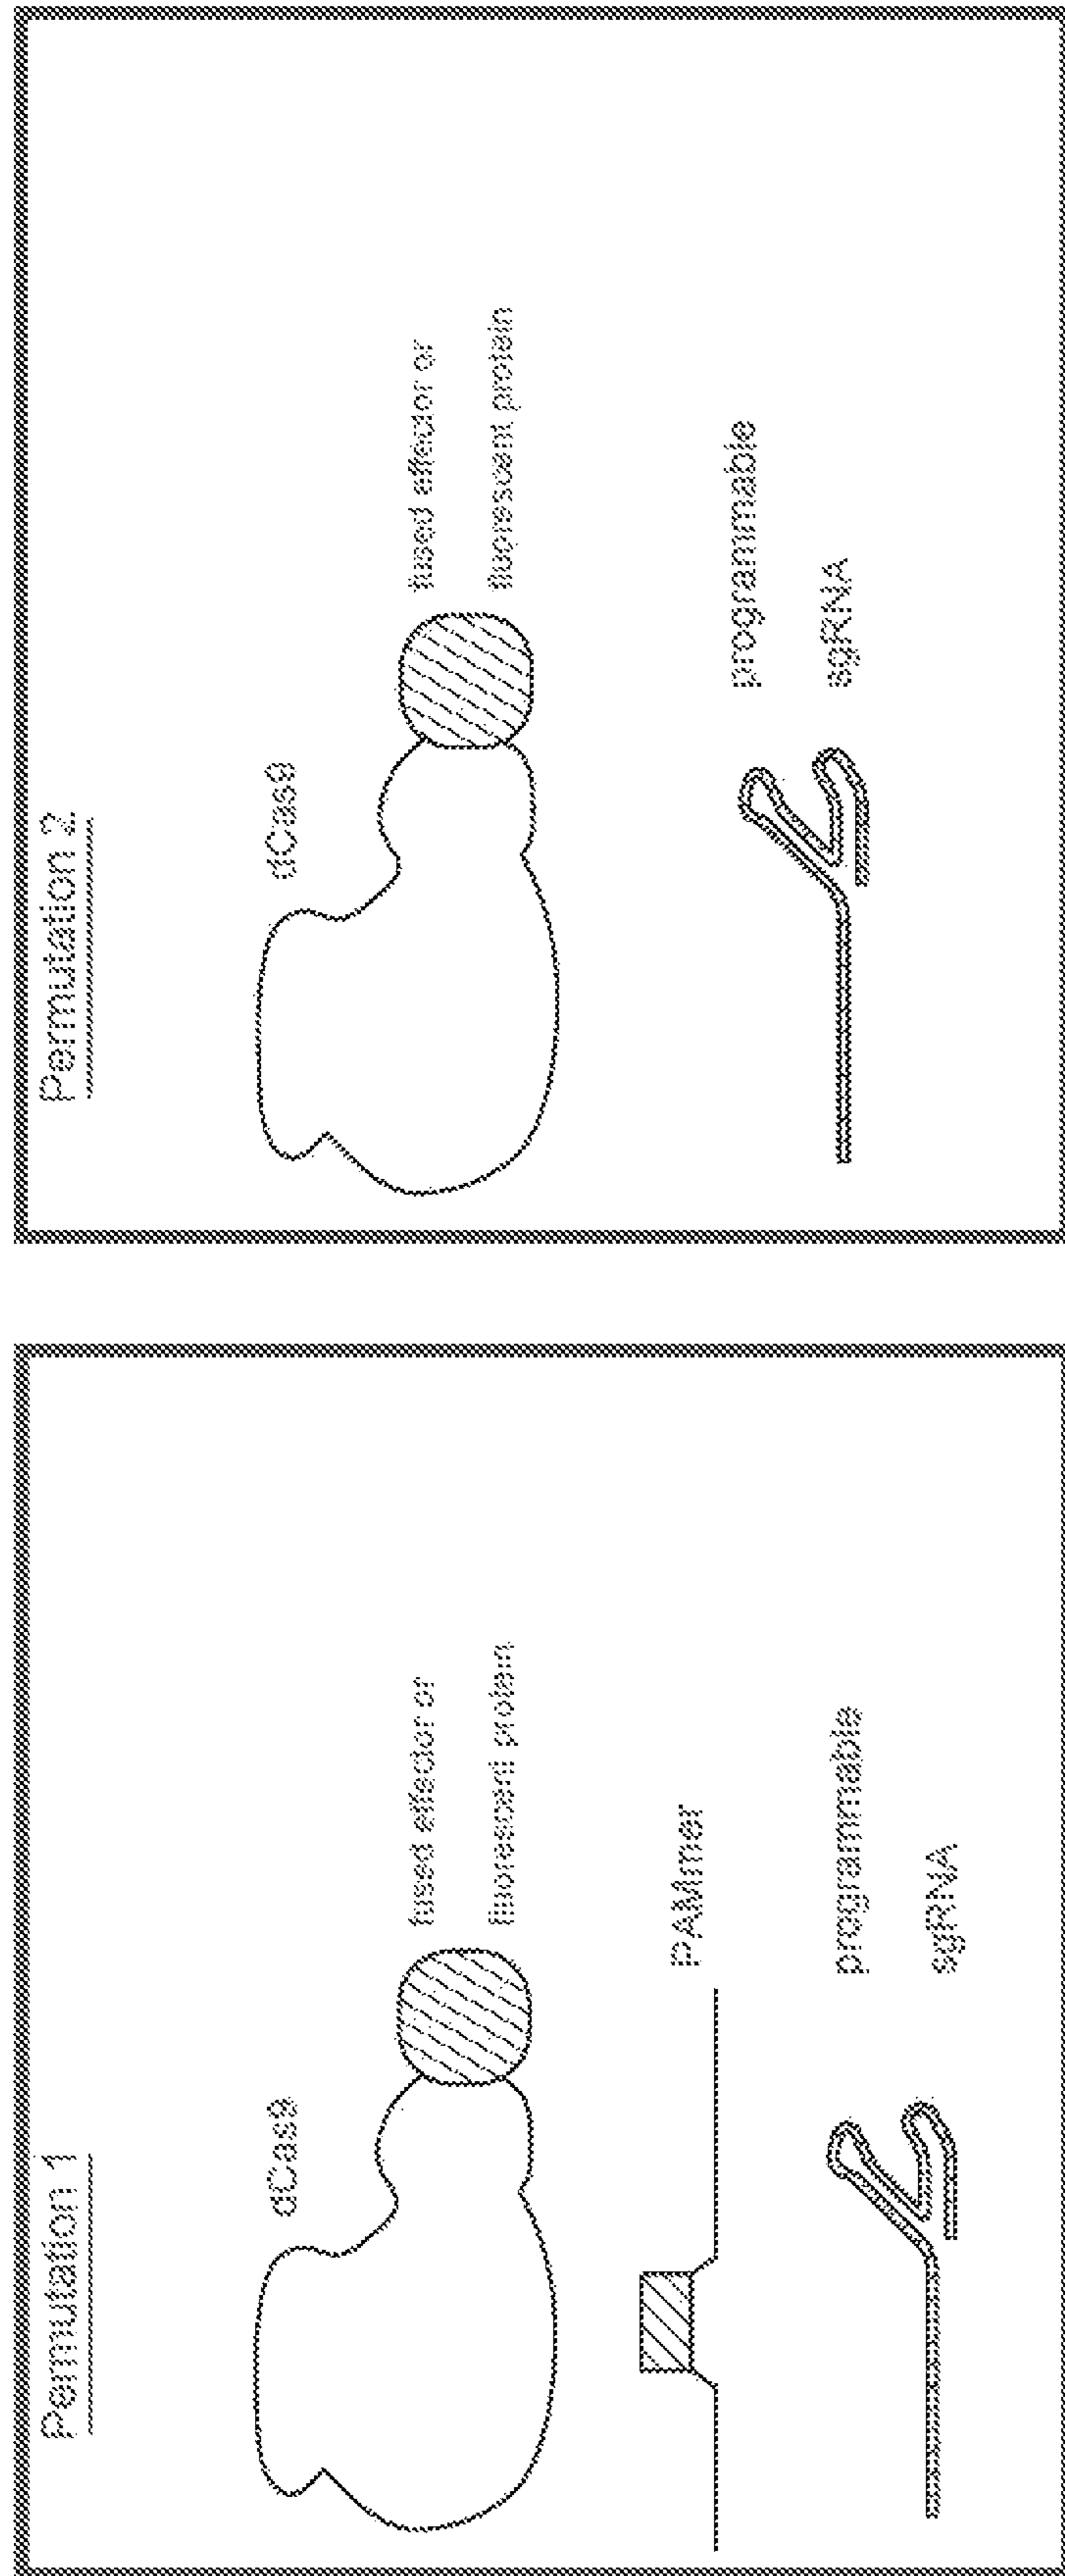 Permutation 1
dCas9
fused effector or
fluorescent protein
PAMmer
programmable
sgRNA
Permutation 2
dCas9
fused effector or
fluorescent protein
programmable
sgRNA